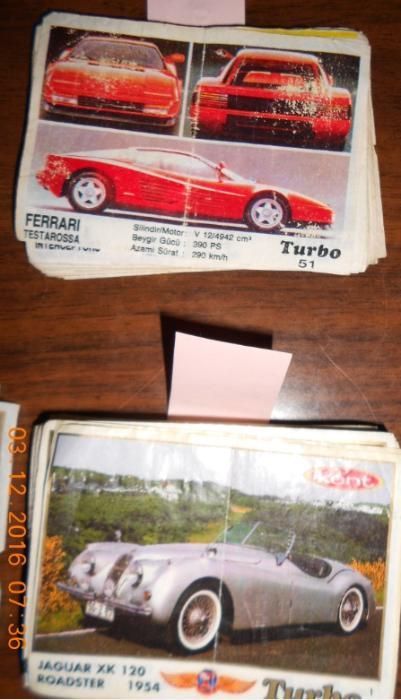 FERRARI
TESTAROSSA
Silindir/Motor: V 12/4942 cm³
Beygir Gücü : 390 PS
Azami Sürat : 290 km/h
Turbo
51
03 12 2016 07:36
Kent
JAGUAR XK 120
ROADSTER 1954
Turbo